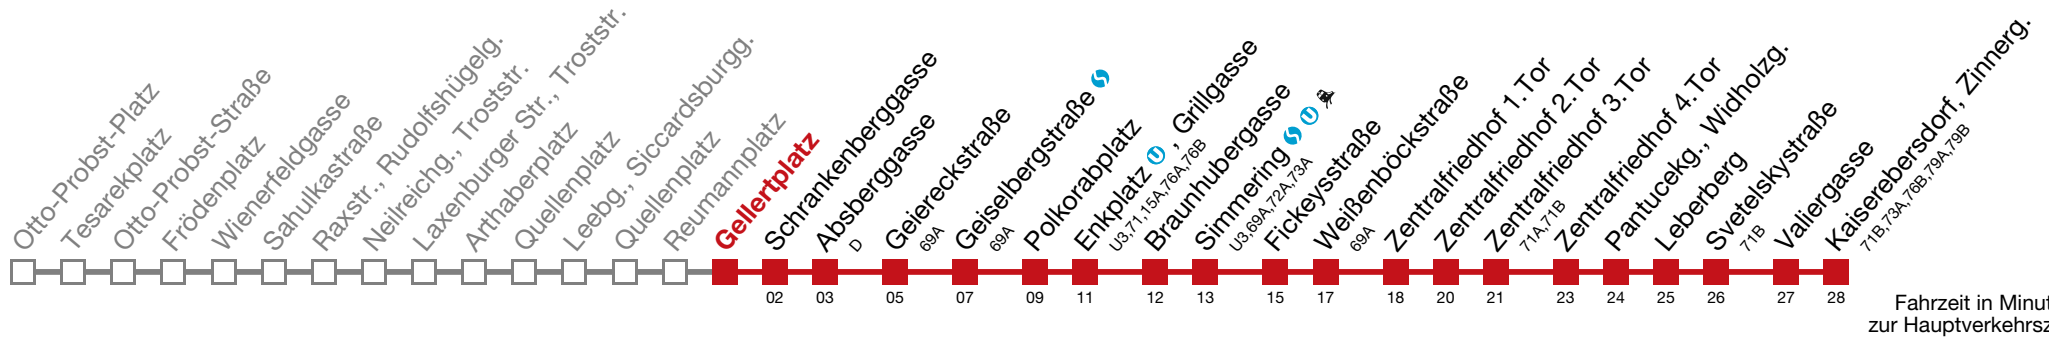 Otto-Probst-Platz
Tesarekplatz
Otto-Probst-Straße
Frödenplatz
Wienerfeldgasse
Sahulkastraße
Raxstr., Rudolfshügelg.
Neilreichg., Troststr.
Laxenburger Str., Troststr.
Arthaberplatz
Quellenplatz
Leebg., Siccardsburgg.
Quellenplatz
Reumannplatz
Gellertplatz
Schrankenberggasse
Absberggasse
D
Geiereckstraße
69A
Geiselbergstraße S
69A
Polkorabplatz
Enkplatz U, Grillgasse
U3,71,15A,76A,76B
Braunhubergasse
Simmering S U
U3,69A,72A,73A
Fickeysstraße
Weißenböckstraße
69A
Zentralfriedhof 1.Tor
Zentralfriedhof 2.Tor
Zentralfriedhof 3.Tor
71A,71B
Zentralfriedhof 4.Tor
Pantucekg., Widholzg.
Leberberg
Svetelskystraße
71B
Valiergasse
Kaiserebersdorf, Zinnerg.
71B,73A,76B,79A,79B
02 03 05 07 09 11 12 13 15 17 18 20 21 23 24 25 26 27 28
Fahrzeit in Minut
zur Hauptverkehrsz